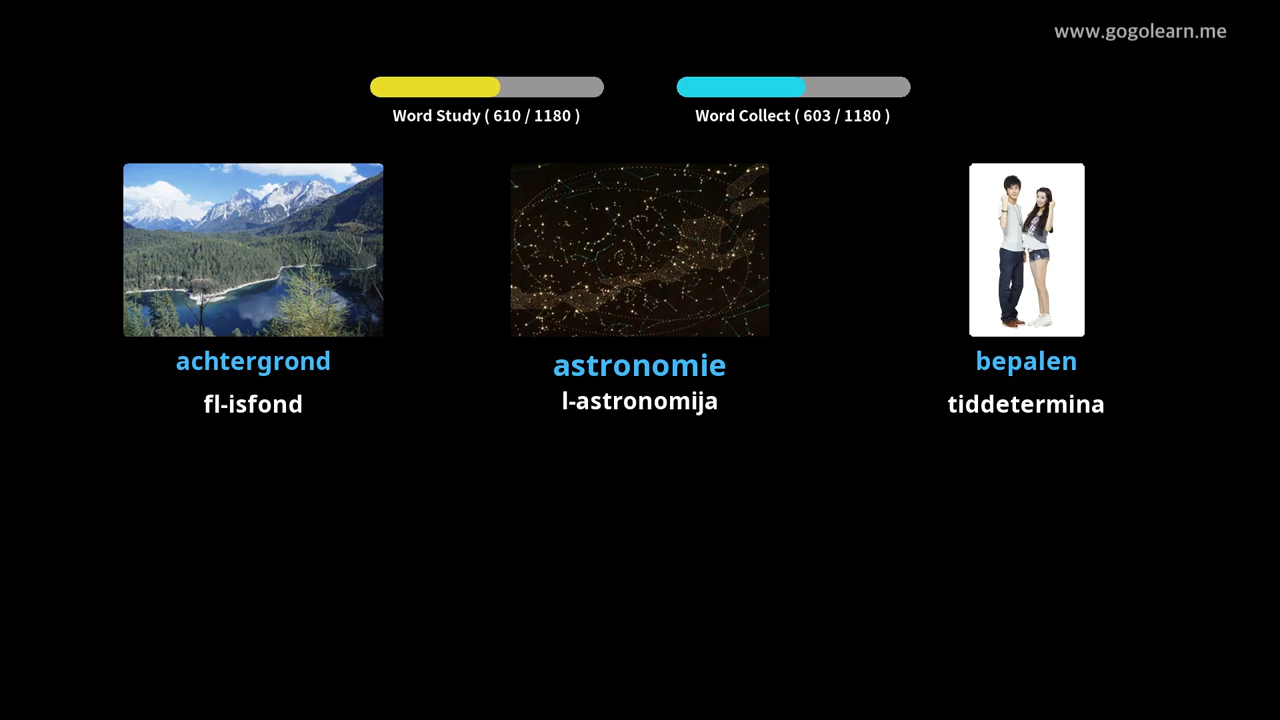 www.gogolearn.me
Word Study ( 610 / 1180 )
Word Collect ( 603 / 1180 )
achtergrond
astronomie
bepalen
fl-isfond
l-astronomija
tiddetermina